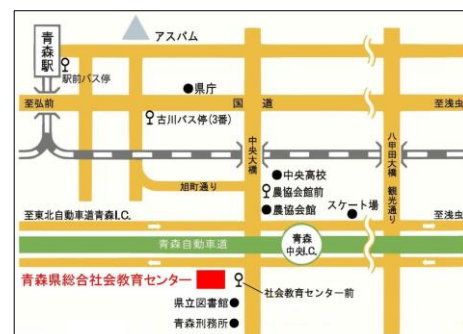 アスパム
青森駅
駅前バス停
県庁
至弘前
国道
至浅虫
古川バス停(3番)
中央大橋
八甲田大橋 観光通り
旭町通り
中央高校
農協会館前
農協会館
スケート場
至東北自動車道青森I.C.
至浅虫
青森自動車道
青森
中央I.C.
青森県総合社会教育センター
社会教育センター前
県立図書館
青森刑務所